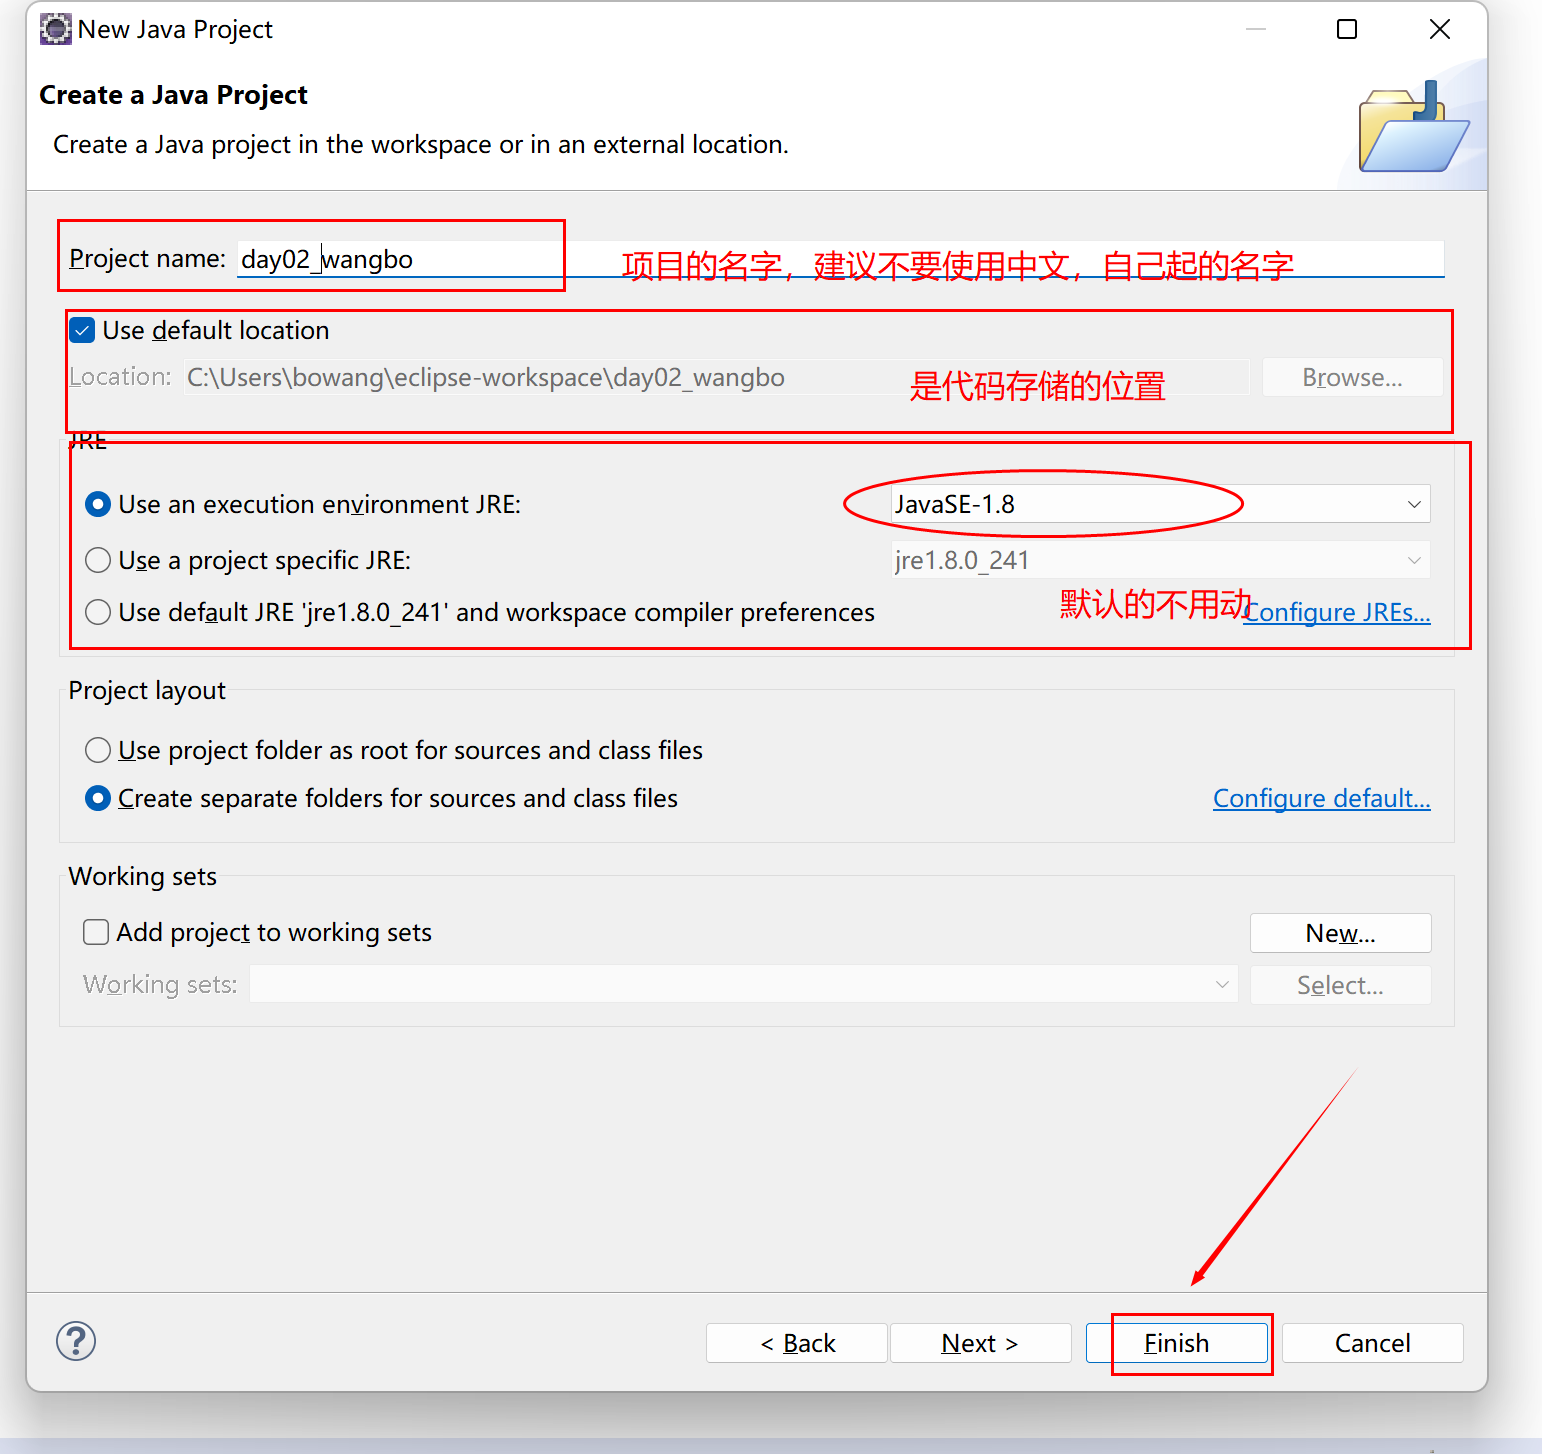 New Java Project
Create a Java Project
Create a Java project in the workspace or in an external location.
Project name: day02_wangbo 项目的名字，建议不要使用中文，自己起的名字
Use default location
Location: C:\Users\bowang\eclipse-workspace\day02_wangbo 是代码存储的位置 Browse...
JRE
Use an execution environment JRE: JavaSE-1.8
Use a project specific JRE: jre1.8.0_241
Use default JRE 'jre1.8.0_241' and workspace compiler preferences 默认的不用动 Configure JREs...
Project layout
Use project folder as root for sources and class files
Create separate folders for sources and class files Configure default...
Working sets
Add project to working sets New...
Working sets: Select...
? < Back Next > Finish Cancel